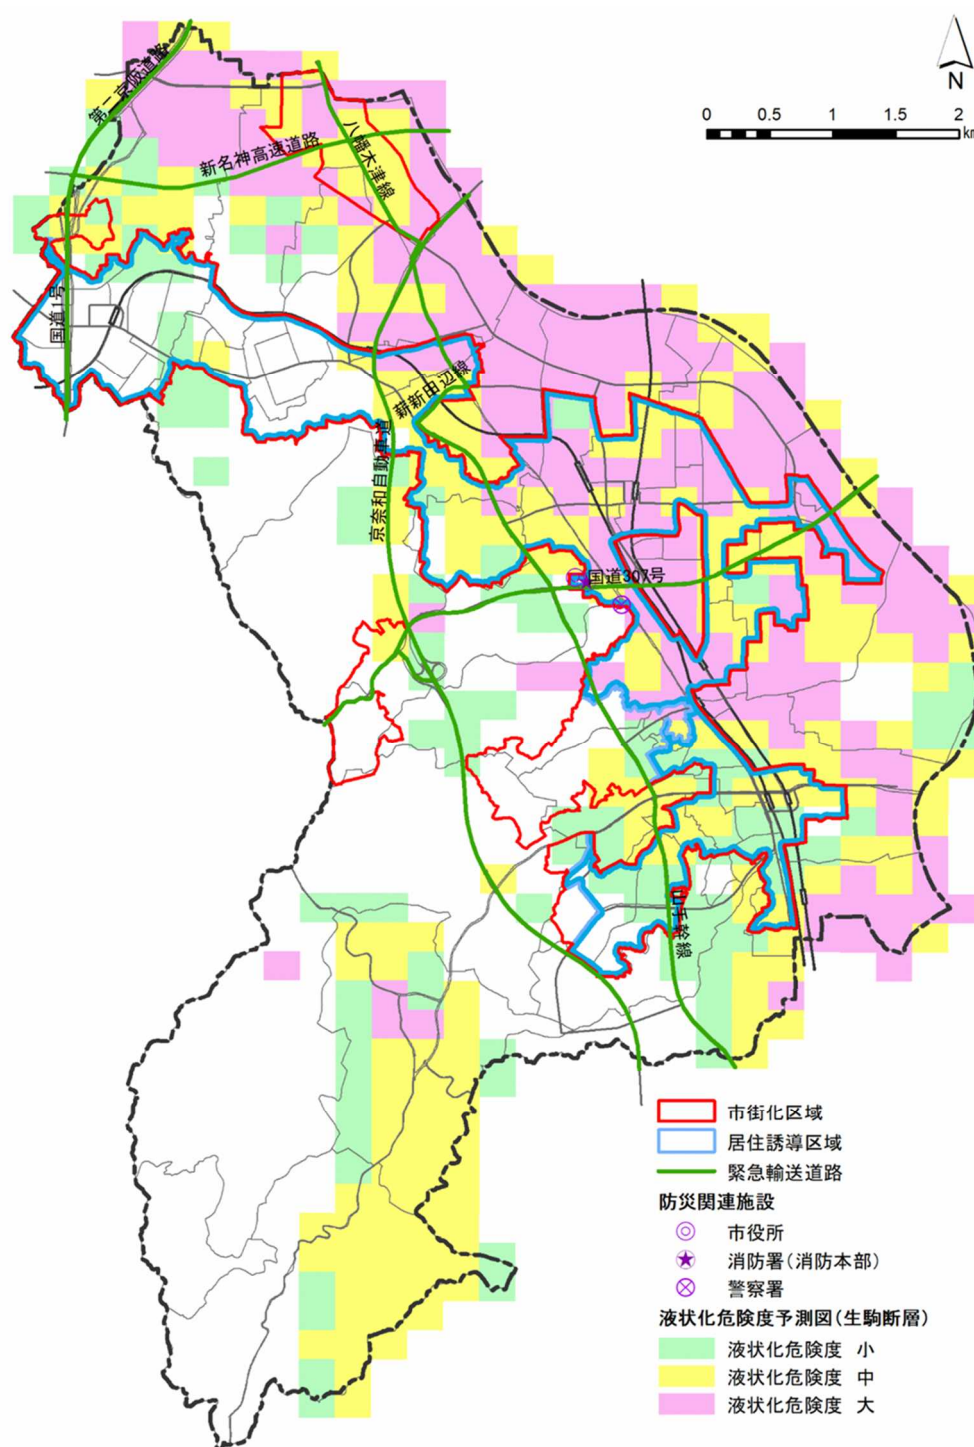 N
0 0.5 1 1.5 2
km
第二京阪道路
新名神高速道路
八幡木津線
国道1号
薪新田辺線
京奈和自動車道
国道307号
山手幹線
市街化区域
居住誘導区域
緊急輸送道路
防災関連施設
市役所
消防署(消防本部)
警察署
液状化危険度予測図(生駒断層)
液状化危険度 小
液状化危険度 中
液状化危険度 大